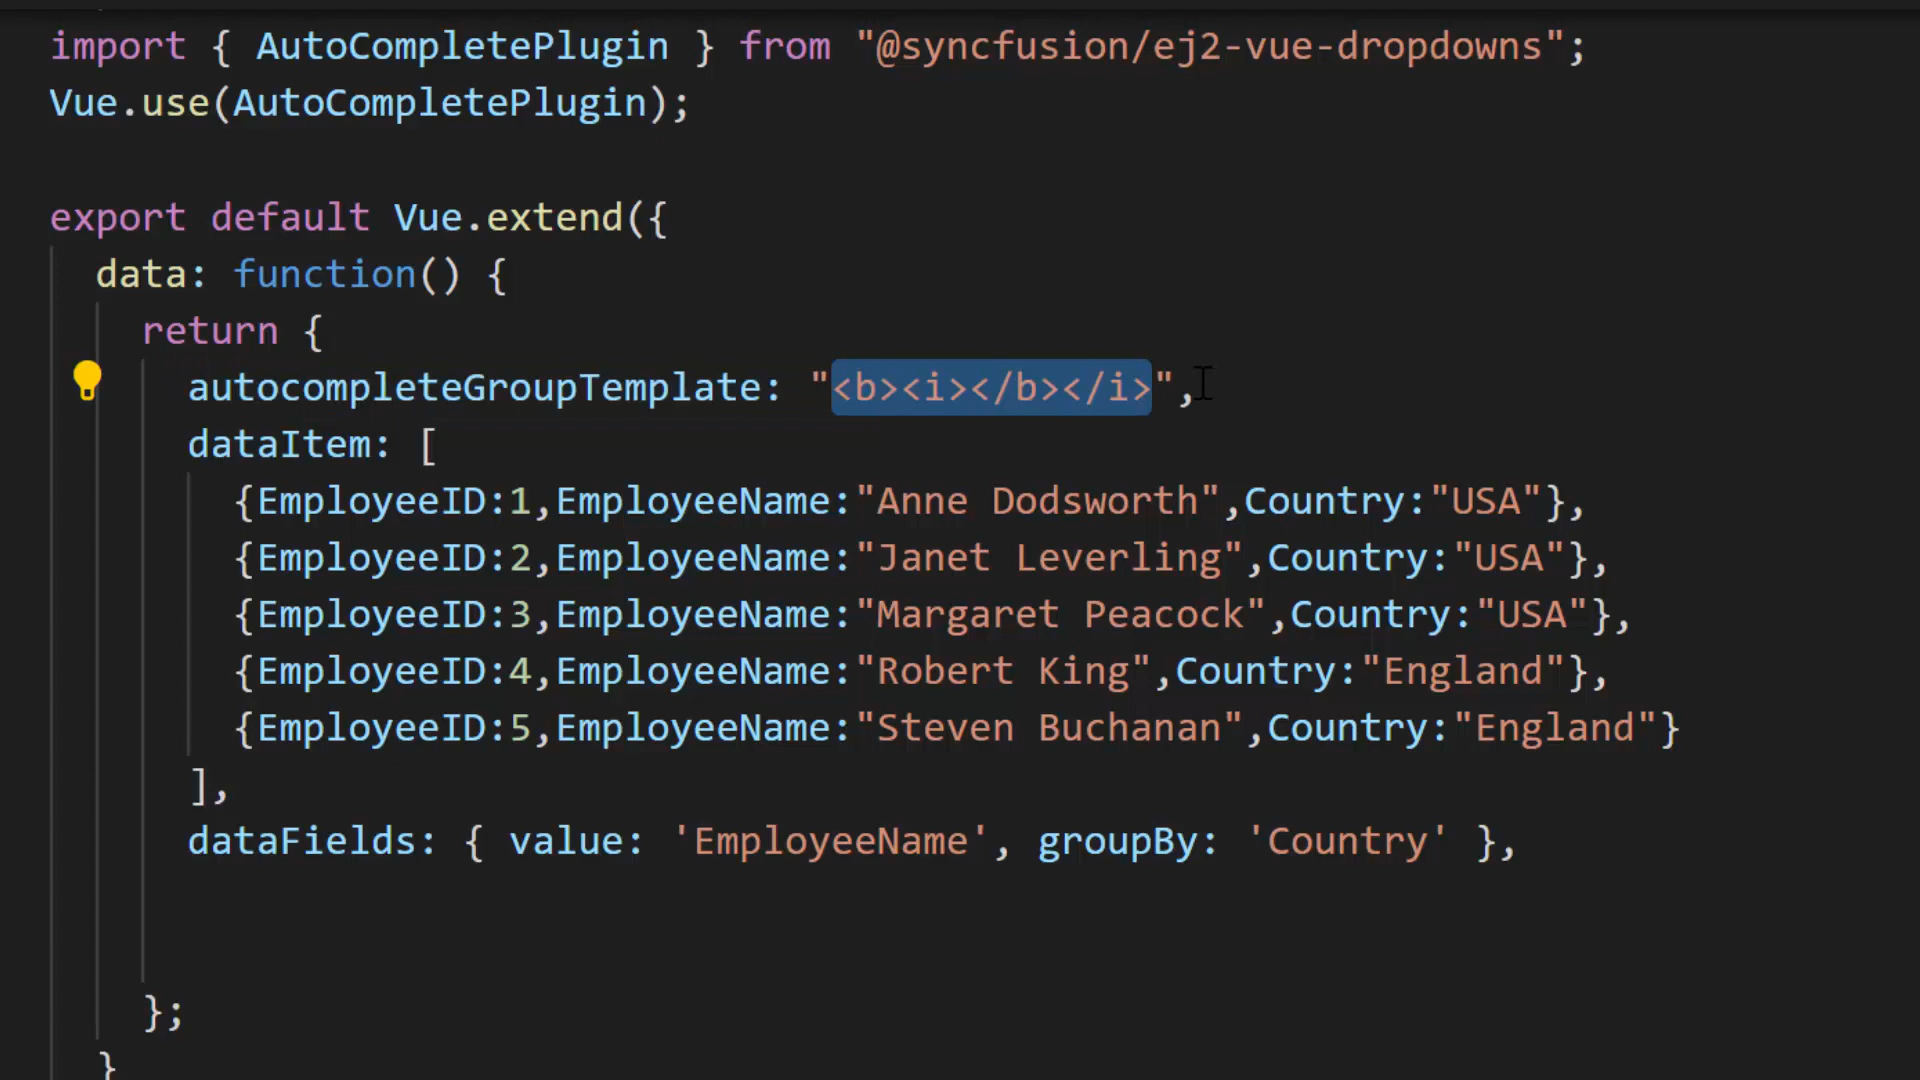 import { AutoCompletePlugin } from "@syncfusion/ej2-vue-dropdowns";
Vue.use(AutoCompletePlugin);
export default Vue.extend({
data: function() {
return {
autocompleteGroupTemplate: "<b><i></b></i>",
dataItem: [
{EmployeeID:1,EmployeeName:"Anne Dodsworth",Country:"USA"},
{EmployeeID:2,EmployeeName:"Janet Leverling",Country:"USA"},
{EmployeeID:3,EmployeeName:"Margaret Peacock",Country:"USA"},
{EmployeeID:4,EmployeeName:"Robert King",Country:"England"},
{EmployeeID:5,EmployeeName:"Steven Buchanan",Country:"England"}
],
dataFields: { value: 'EmployeeName', groupBy: 'Country' },
};
}